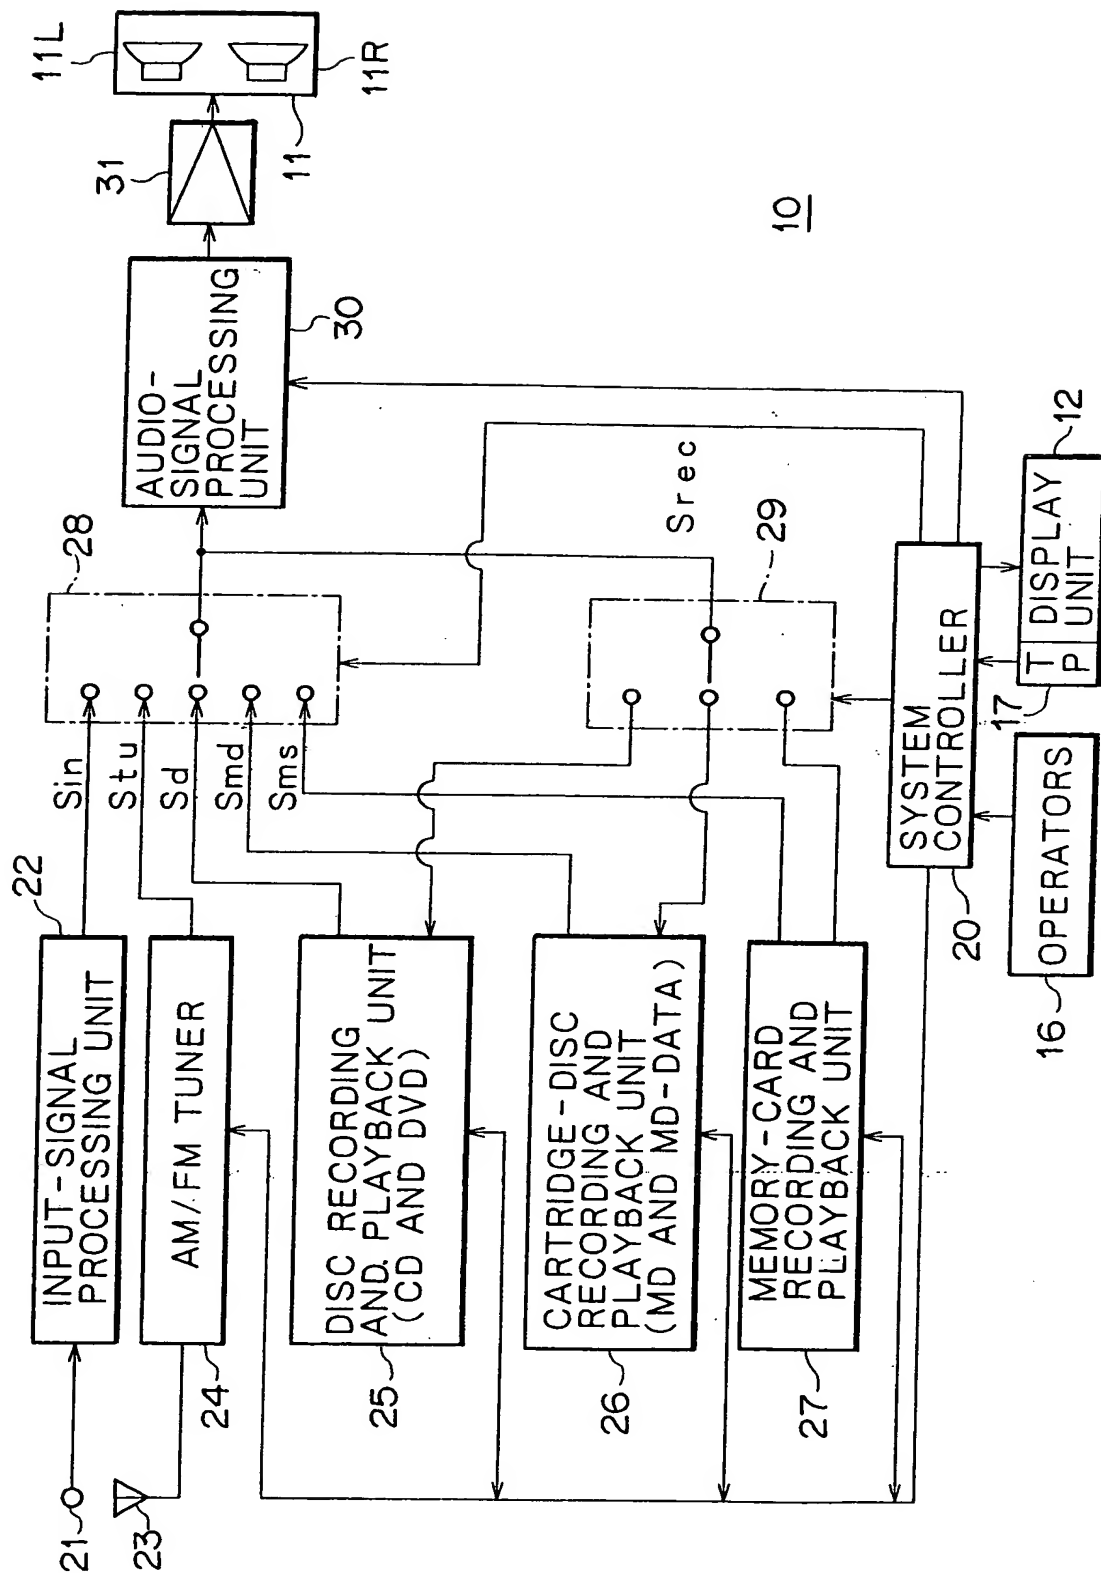 11L
11R
11
31
10
AUDIO-
SIGNAL
PROCESSING
UNIT
30
28
Srec
29
Sin
Stu
Sd
Smd
Sms
22
INPUT-SIGNAL
PROCESSING UNIT
21
AM/FM TUNER
23
24
DISC RECORDING
AND. PLAYBACK UNIT
(CD AND DVD)
25
CARTRIDGE-DISC
RECORDING AND
PLAYBACK UNIT
(MD AND MD-DATA)
26
MEMORY-CARD
RECORDING AND
PLAYBACK UNIT
27
SYSTEM
CONTROLLER
20
OPERATORS
16
TP
17
DISPLAY
UNIT
12